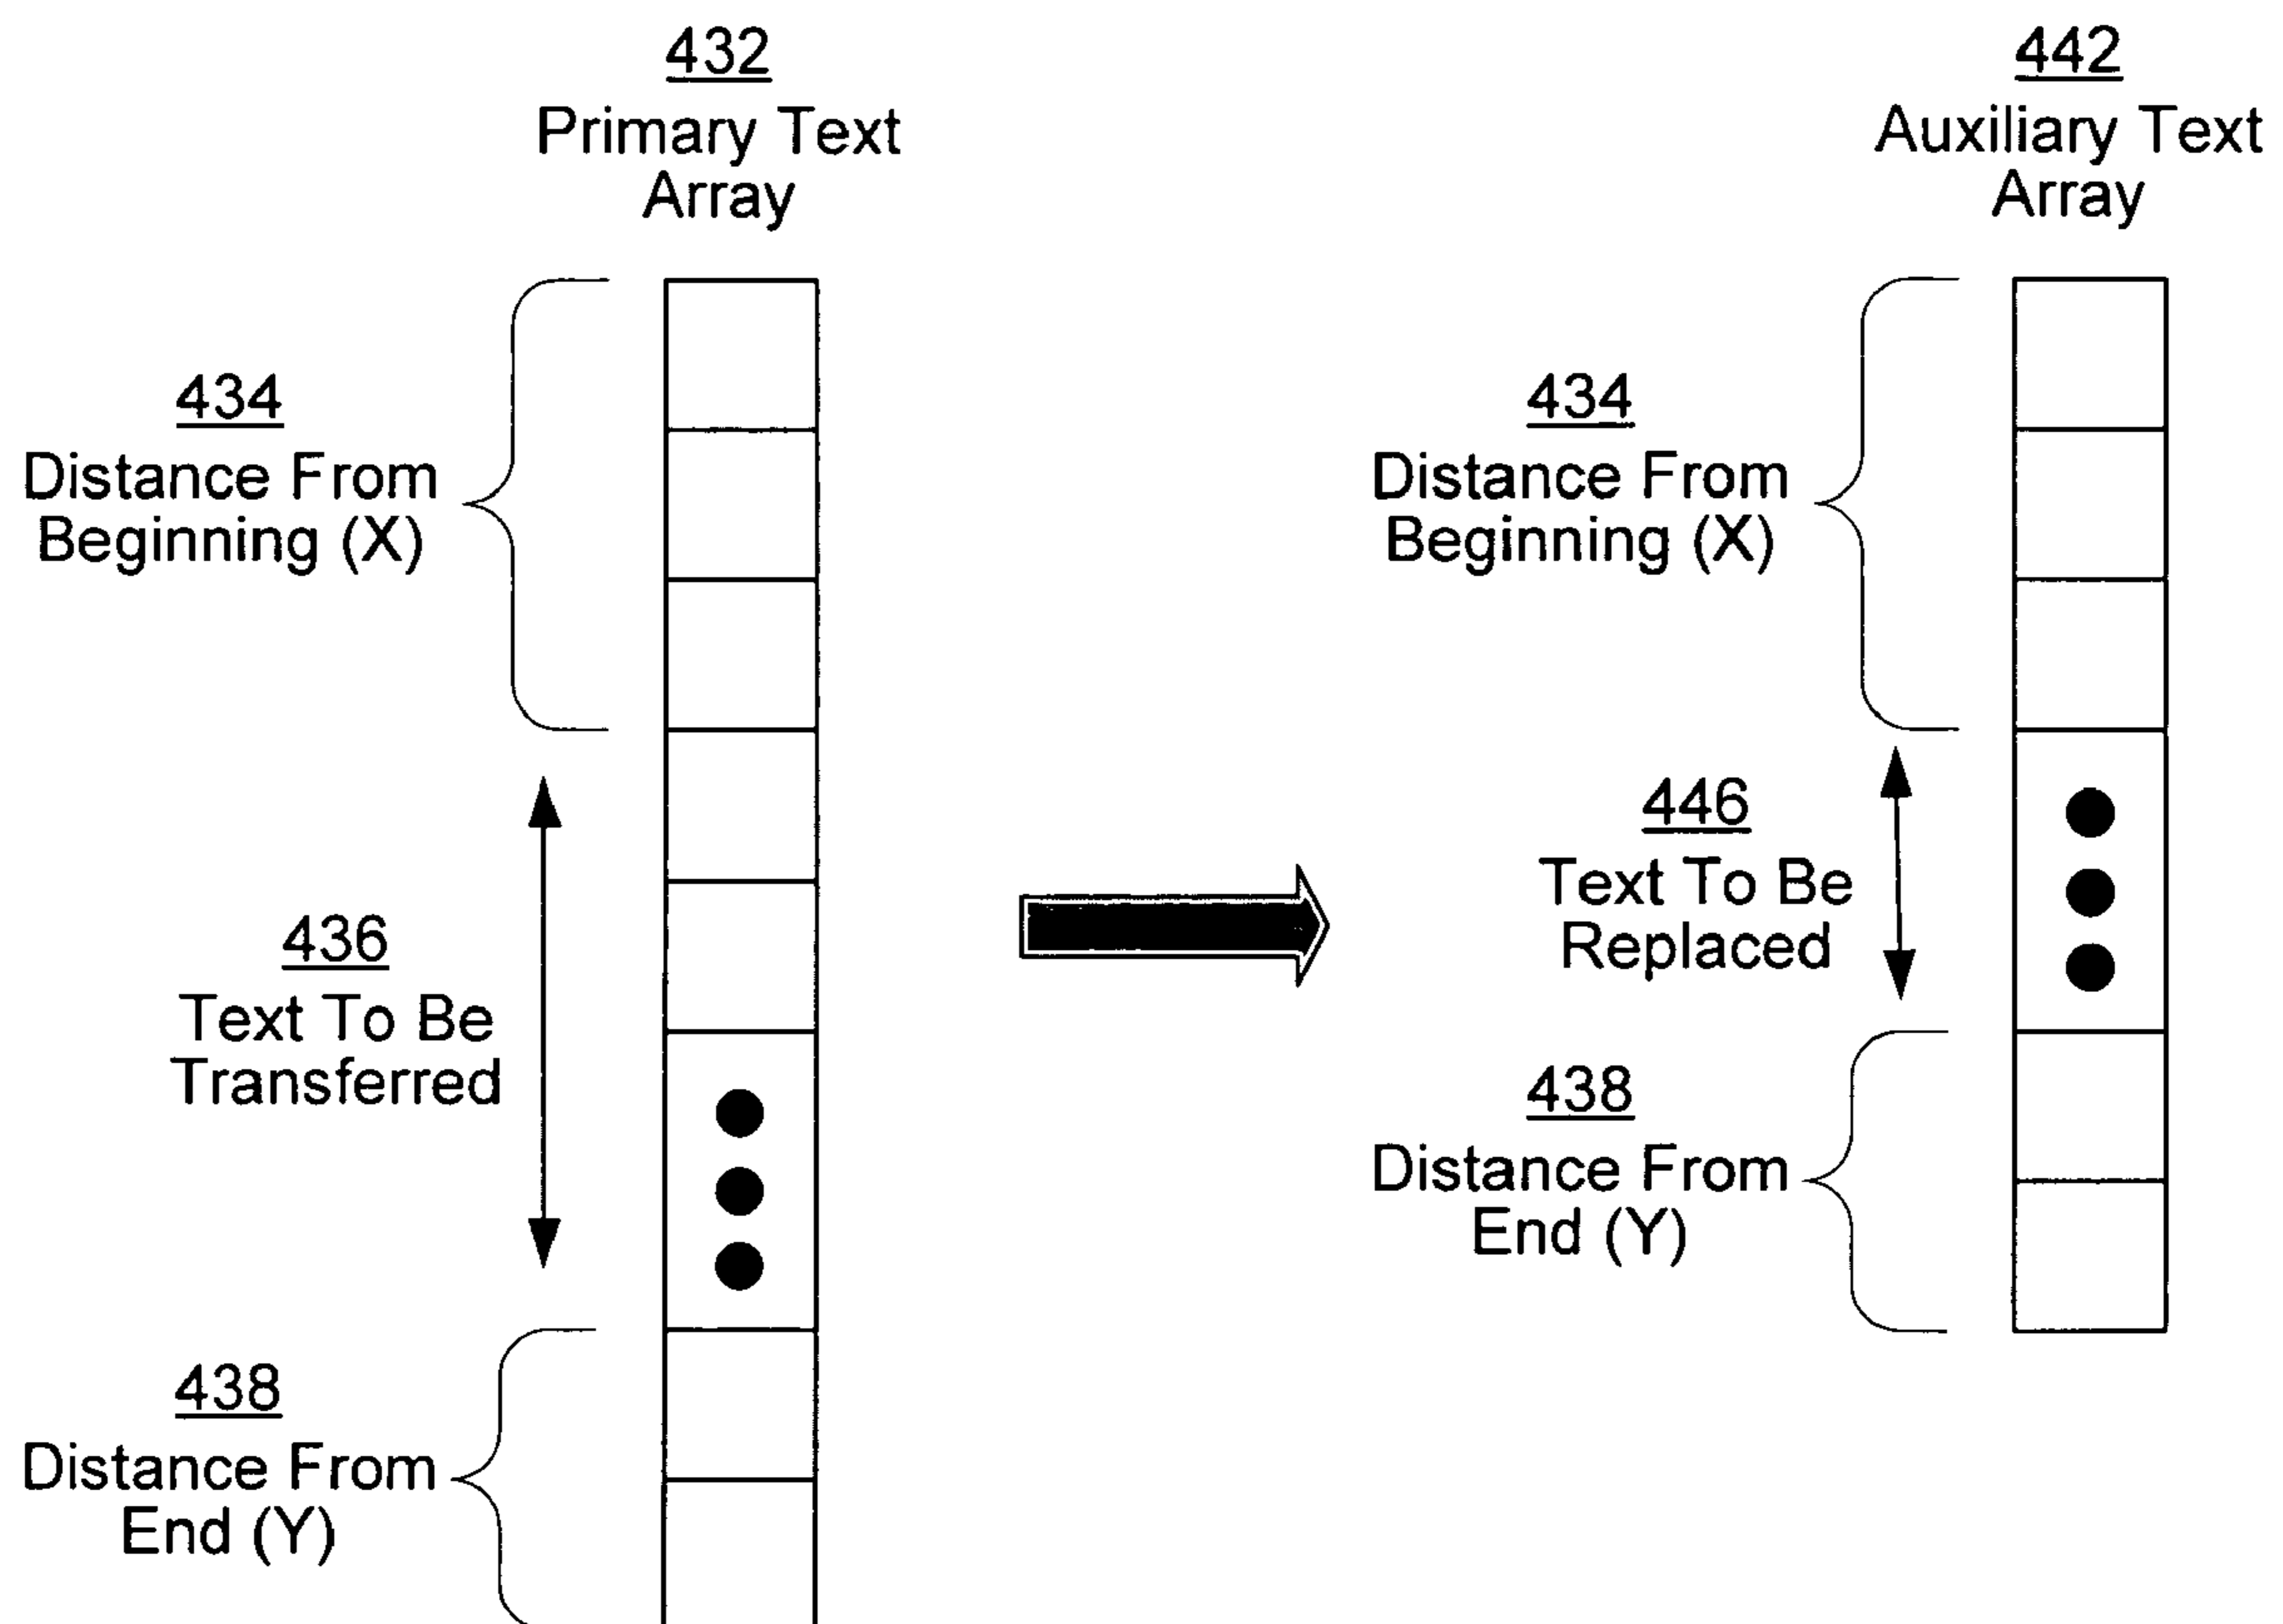 432
Primary Text
Array
434
Distance From
Beginning (X)
436
Text To Be
Transferred
438
Distance From
End (Y)
442
Auxiliary Text
Array
434
Distance From
Beginning (X)
446
Text To Be
Replaced
438
Distance From
End (Y)